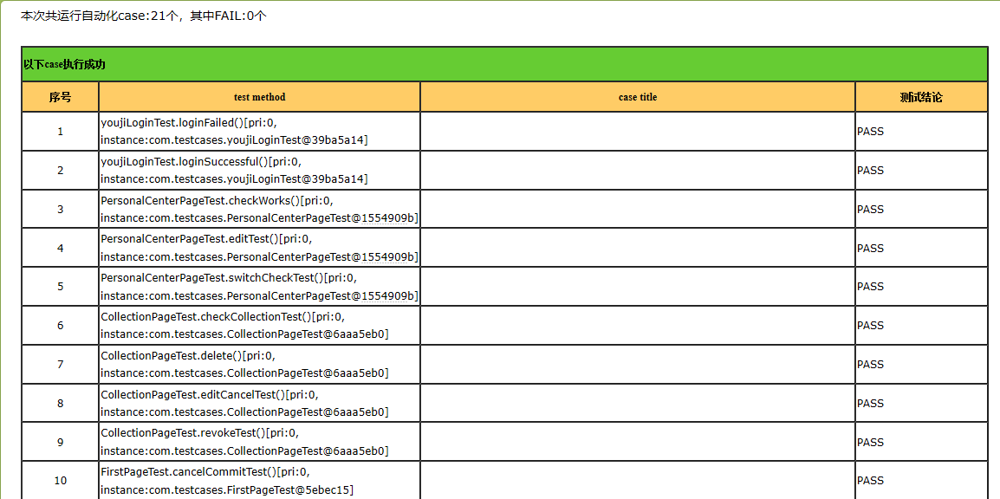 本次共运行自动化case:21个，其中FAIL:0个
以下case执行成功
序号 test method case title 测试结论
1 youjiLoginTest.loginFailed()[pri:0, instance:com.testcases.youjiLoginTest@39ba5a14] PASS
2 youjiLoginTest.loginSuccessful()[pri:0, instance:com.testcases.youjiLoginTest@39ba5a14] PASS
3 PersonalCenterPageTest.checkWorks()[pri:0, instance:com.testcases.PersonalCenterPageTest@1554909b] PASS
4 PersonalCenterPageTest.editTest()[pri:0, instance:com.testcases.PersonalCenterPageTest@1554909b] PASS
5 PersonalCenterPageTest.switchCheckTest()[pri:0, instance:com.testcases.PersonalCenterPageTest@1554909b] PASS
6 CollectionPageTest.checkCollectionTest()[pri:0, instance:com.testcases.CollectionPageTest@6aaa5eb0] PASS
7 CollectionPageTest.delete()[pri:0, instance:com.testcases.CollectionPageTest@6aaa5eb0] PASS
8 CollectionPageTest.editCancelTest()[pri:0, instance:com.testcases.CollectionPageTest@6aaa5eb0] PASS
9 CollectionPageTest.revokeTest()[pri:0, instance:com.testcases.CollectionPageTest@6aaa5eb0] PASS
10 FirstPageTest.cancelCommitTest()[pri:0, instance:com.testcases.FirstPageTest@5ebec15] PASS